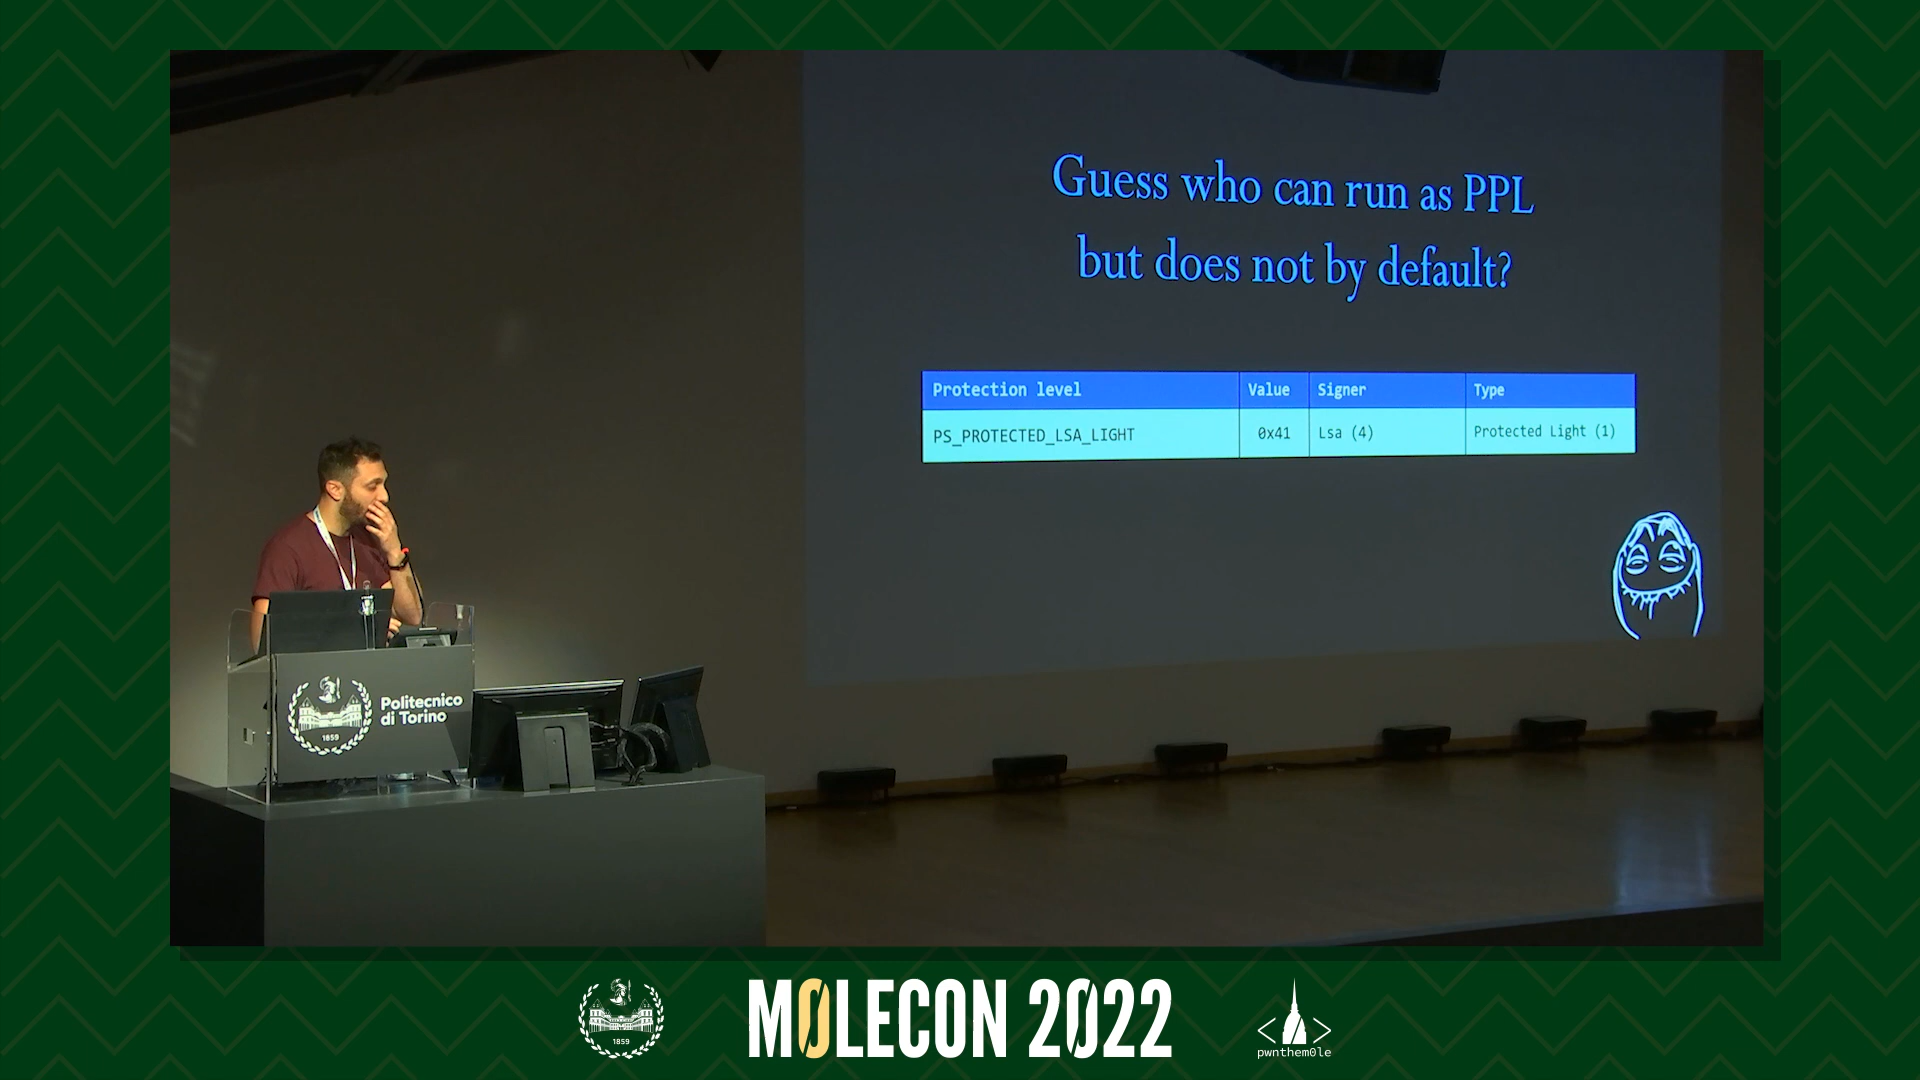 Guess who can run as PPL
but does not by default?
Protection level Value Signer Type
PS_PROTECTED_LSA_LIGHT 0x41 Lsa (4) Protected Light (1)
Politecnico
di Torino
1859
1859
MØLECON 2022
pwnthem0le